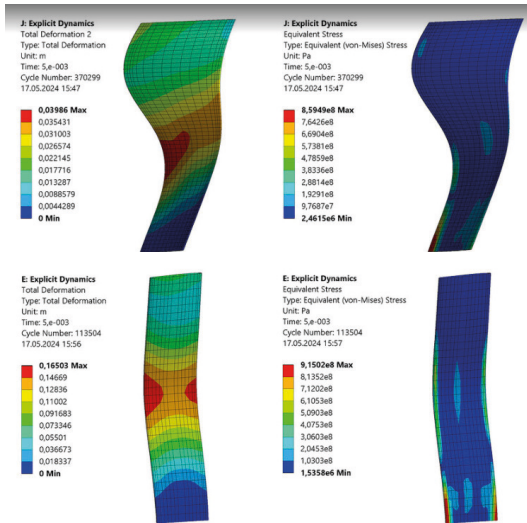 J: Explicit Dynamics
Total Deformation 2
Type: Total Deformation
Unit: m
Time: 5,e-003
Cycle Number: 370299
17.05.2024 15:47
0,03986 Max
0,035431
0,031003
0,026574
0,022145
0,017716
0,013287
0,0088579
0,0044289
0 Min
J: Explicit Dynamics
Equivalent Stress
Type: Equivalent (von-Mises) Stress
Unit: Pa
Time: 5,e-003
Cycle Number: 370299
17.05.2024 15:47
8,5949e8 Max
7,6426e8
6,6904e8
5,7381e8
4,7859e8
3,8336e8
2,8814e8
1,9291e8
9,7687e7
2,4615e6 Min
E: Explicit Dynamics
Total Deformation
Type: Total Deformation
Unit: m
Time: 5,e-003
Cycle Number: 113504
17.05.2024 15:56
0,16503 Max
0,14669
0,12836
0,11002
0,091683
0,073346
0,05501
0,036673
0,018337
0 Min
E: Explicit Dynamics
Equivalent Stress
Type: Equivalent (von-Mises) Stress
Unit: Pa
Time: 5,e-003
Cycle Number: 113504
17.05.2024 15:57
9,1502e8 Max
8,1352e8
7,1202e8
6,1053e8
5,0903e8
4,0753e8
3,0603e8
2,0453e8
1,0303e8
1,5358e6 Min